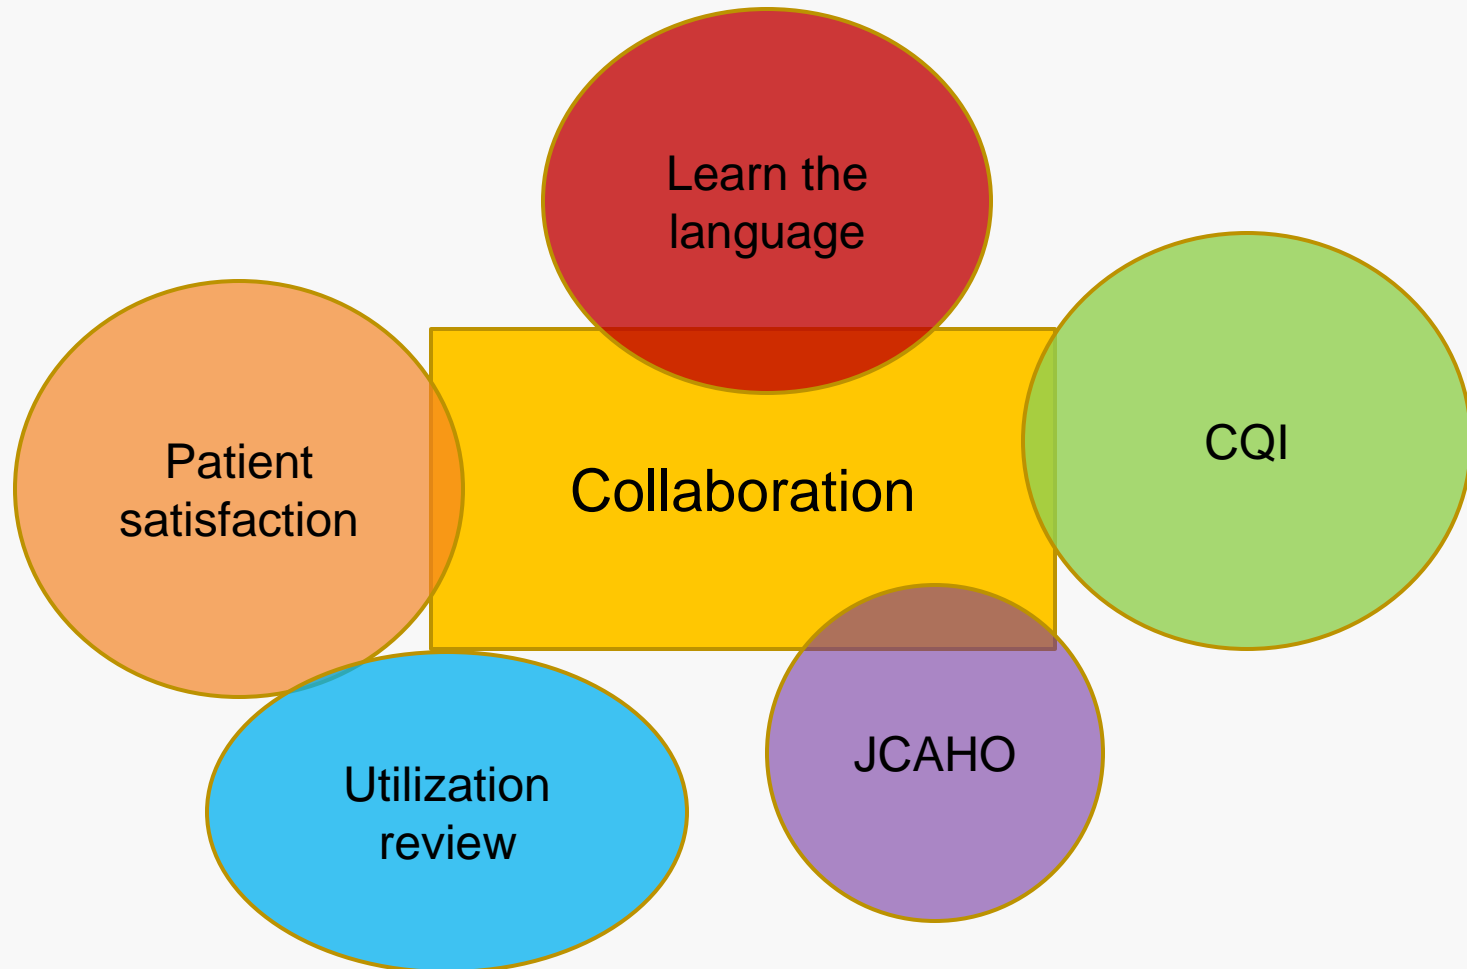 Learn the
language
CQI
Patient
satisfaction
Collaboration
JCAHO
Utilization
review